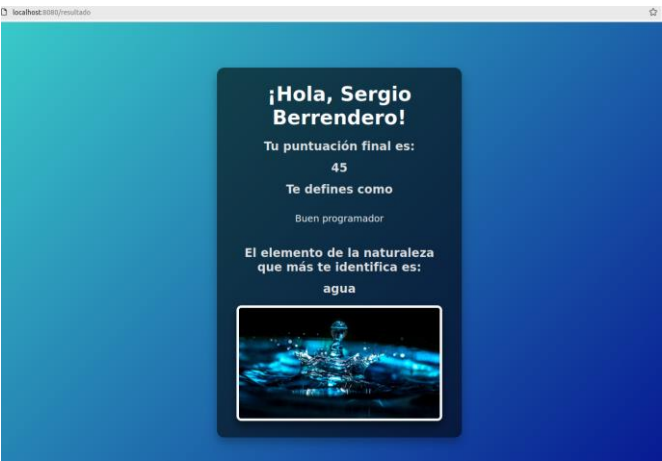 localhost:8080/resultado
¡Hola, Sergio
Berrendero!
Tu puntuación final es:
45
Te defines como
Buen programador
El elemento de la naturaleza
que más te identifica es:
agua